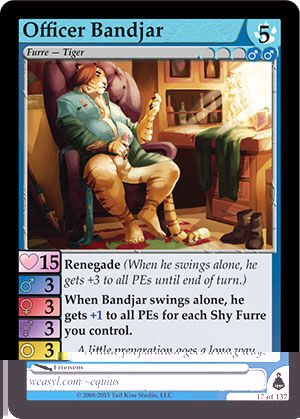 Officer Bandjar
5
Furre — Tiger
15
Renegade (When he swings alone, he
gets +3 to all PEs until end of turn.)
3
3
When Bandjar swings alone, he
gets +1 to all PEs for each Shy Furre
you control.
3
3
A little preparation goes a long way.
weasyl.com/~equius
© 2008-2015 Tail Kiss Studio, LLC
17 of 137